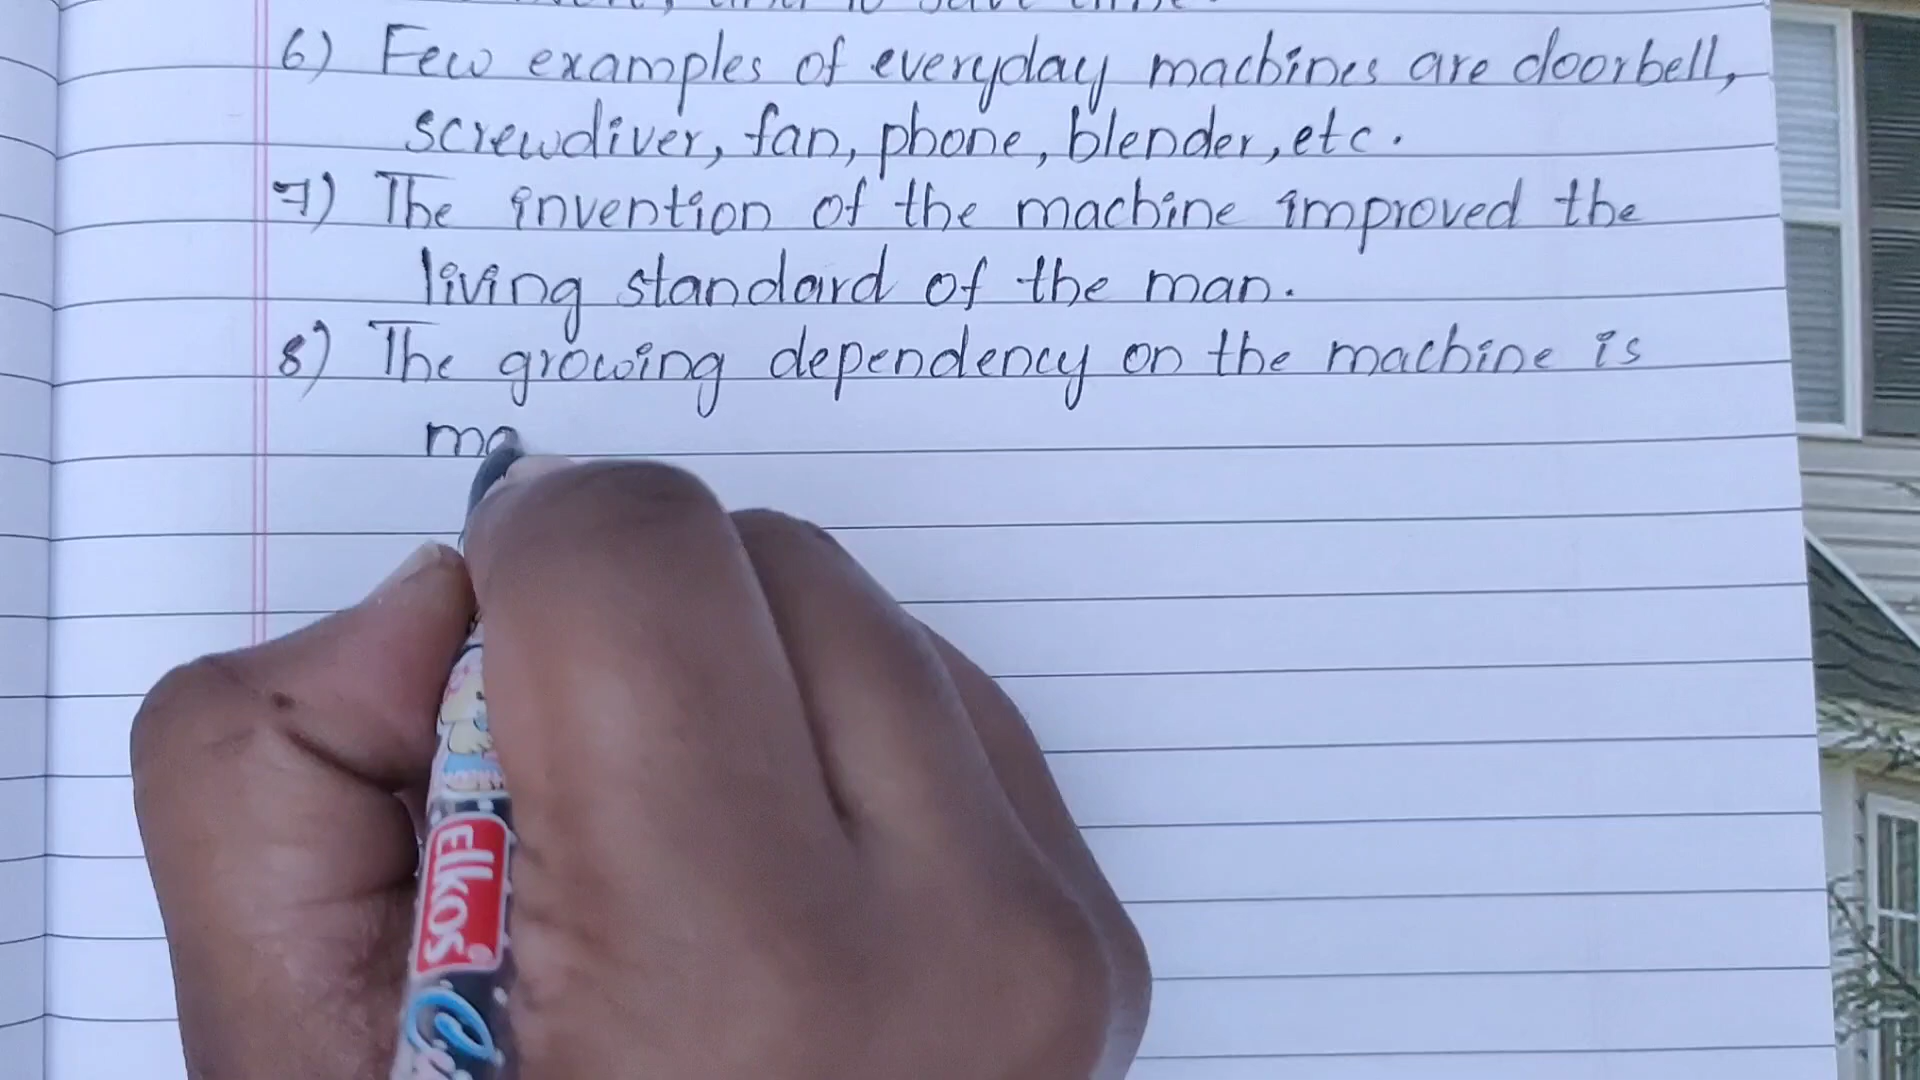 6) Few examples of everyday machines are doorbell,
screwdiver, fan, phone, blender, etc.
7) The invention of the machine improved the
living standard of the man.
8) The growing dependency on the machine is
ma
Elkos